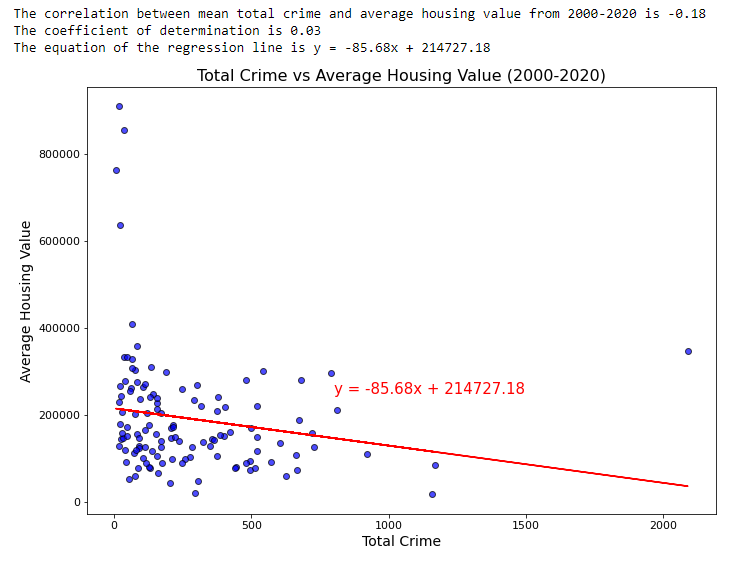 The correlation between mean total crime and average housing value from 2000-2020 is -0.18
The coefficient of determination is 0.03
The equation of the regression line is y = -85.68x + 214727.18
Total Crime vs Average Housing Value (2000-2020)
800000
600000
400000
200000
0
Average Housing Value
y = -85.68x + 214727.18
0 500 1000 1500 2000
Total Crime